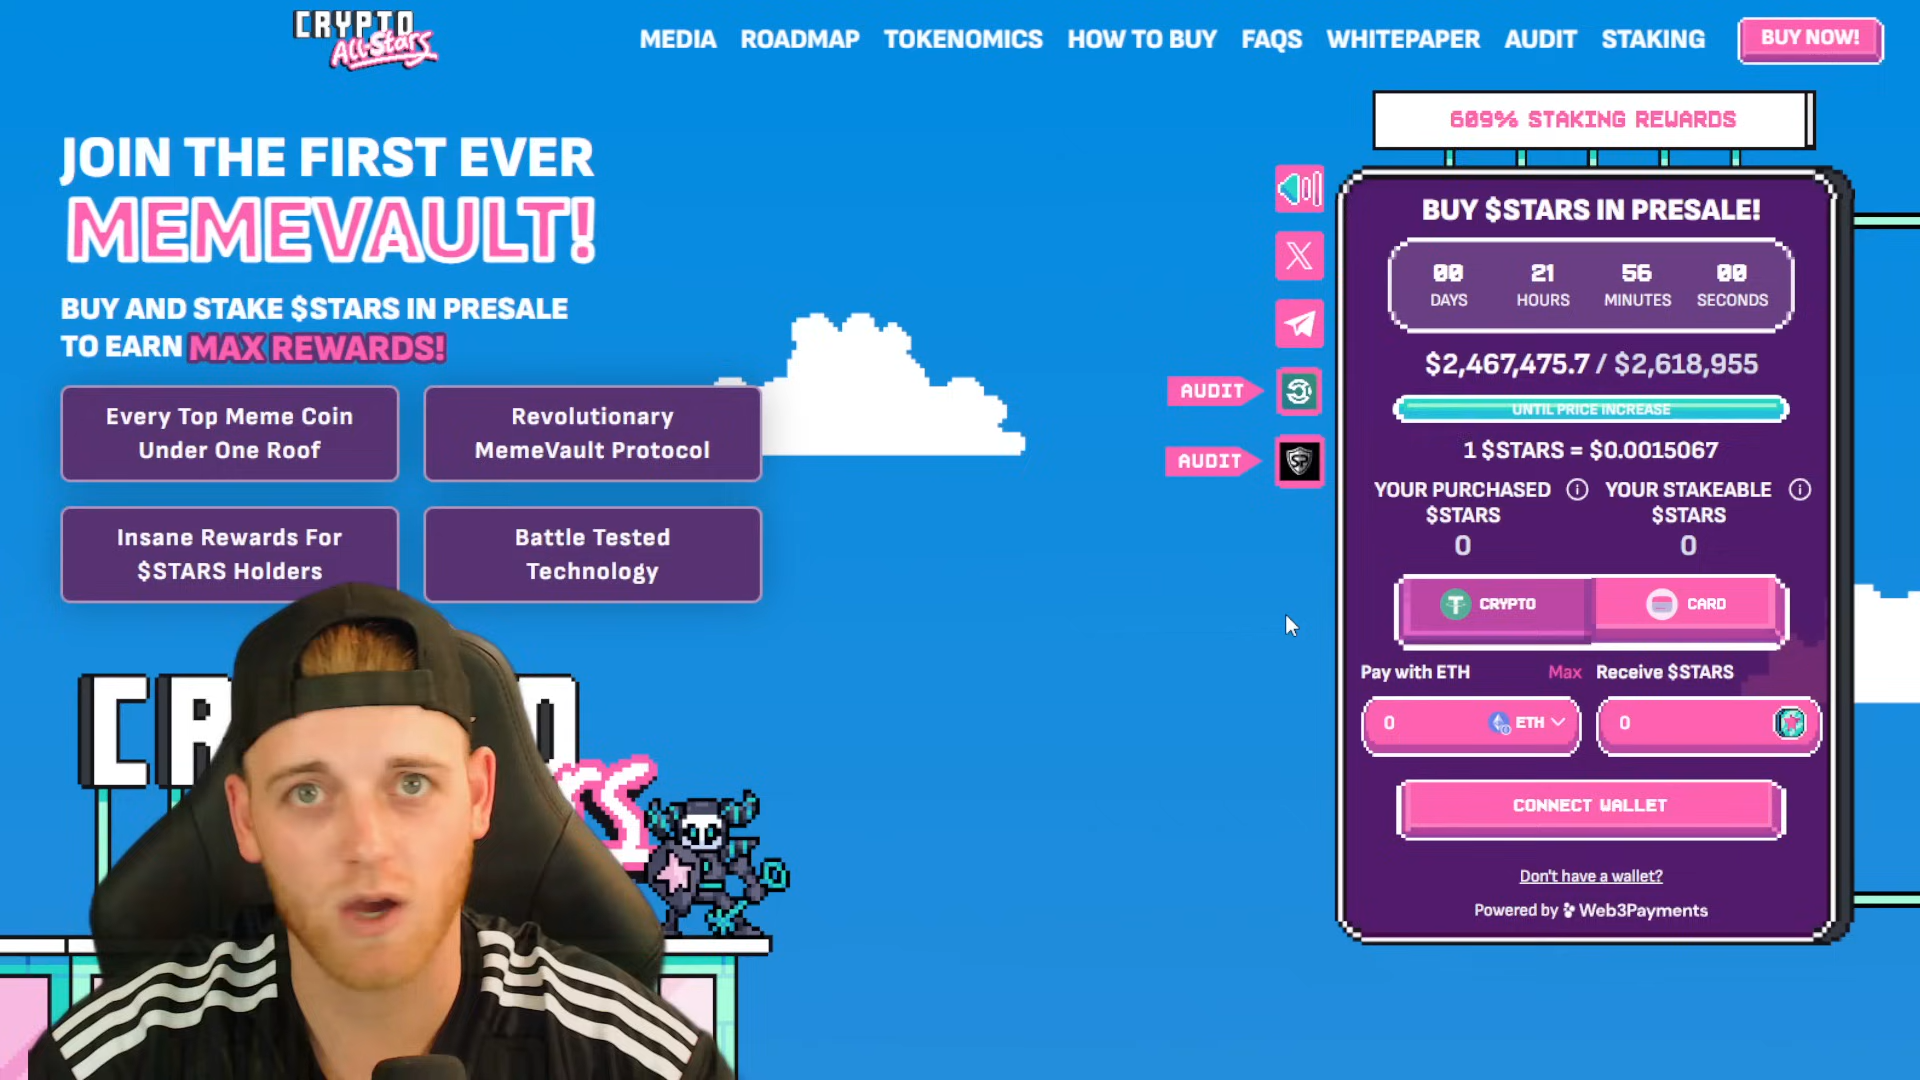 CRYPTO
All-Stars
MEDIA ROADMAP TOKENOMICS HOW TO BUY FAQS WHITEPAPER AUDIT STAKING BUY NOW!
JOIN THE FIRST EVER
MEMEVAULT!
BUY AND STAKE $STARS IN PRESALE
TO EARN MAX REWARDS!
Every Top Meme Coin
Under One Roof
Revolutionary
MemeVault Protocol
Insane Rewards For
$STARS Holders
Battle Tested
Technology
AUDIT
AUDIT
609% STAKING REWARDS
BUY $STARS IN PRESALE!
00 21 56 00
DAYS HOURS MINUTES SECONDS
$2,467,475.7 / $2,618,955
UNTIL PRICE INCREASE
1 $STARS = $0.0015067
YOUR PURCHASED
$STARS
0
YOUR STAKEABLE
$STARS
0
CRYPTO CARD
Pay with ETH Max Receive $STARS
0 ETH 0
CONNECT WALLET
Don't have a wallet?
Powered by Web3Payments